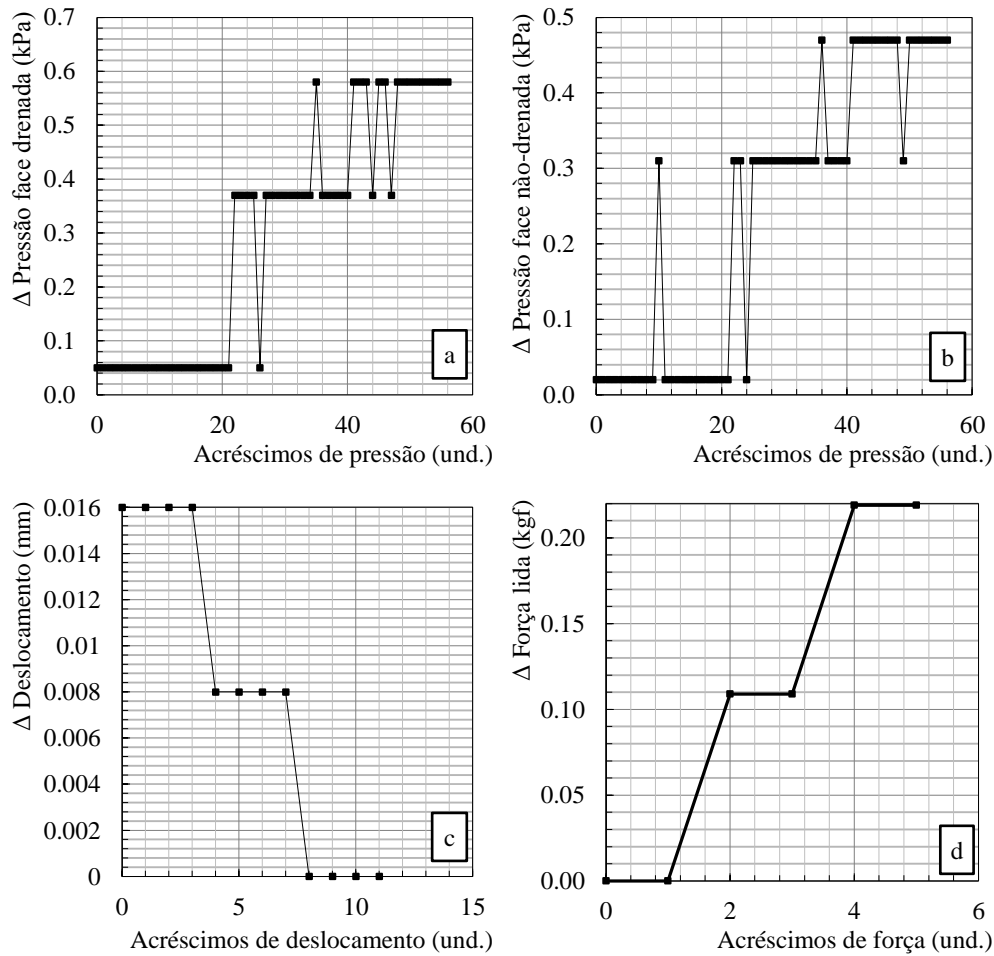 Δ Pressão face drenada (kPa)
0.7
0.6
0.5
0.4
0.3
0.2
0.1
0.0
0 20 40 60
Acréscimos de pressão (und.)
a
Δ Pressão face nào-drenada (kPa)
0.5
0.4
0.3
0.2
0.1
0.0
0 20 40 60
Acréscimos de pressão (und.)
b
Δ Deslocamento (mm)
0.016
0.014
0.012
0.01
0.008
0.006
0.004
0.002
0
0 5 10 15
Acréscimos de deslocamento (und.)
c
Δ Força lida (kgf)
0.20
0.15
0.10
0.05
0.00
0 2 4 6
Acréscimos de força (und.)
d